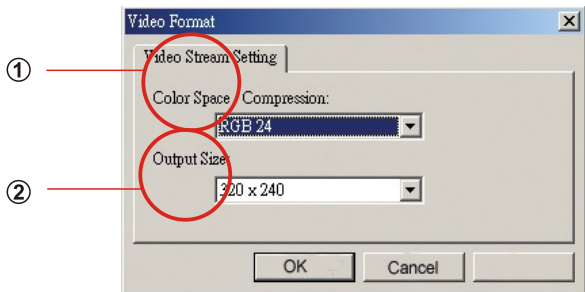 Video Format
Video Stream Setting
① 
Color Space / Compression:
RGB 24
② 
Output Size:
320 x 240
OK
Cancel